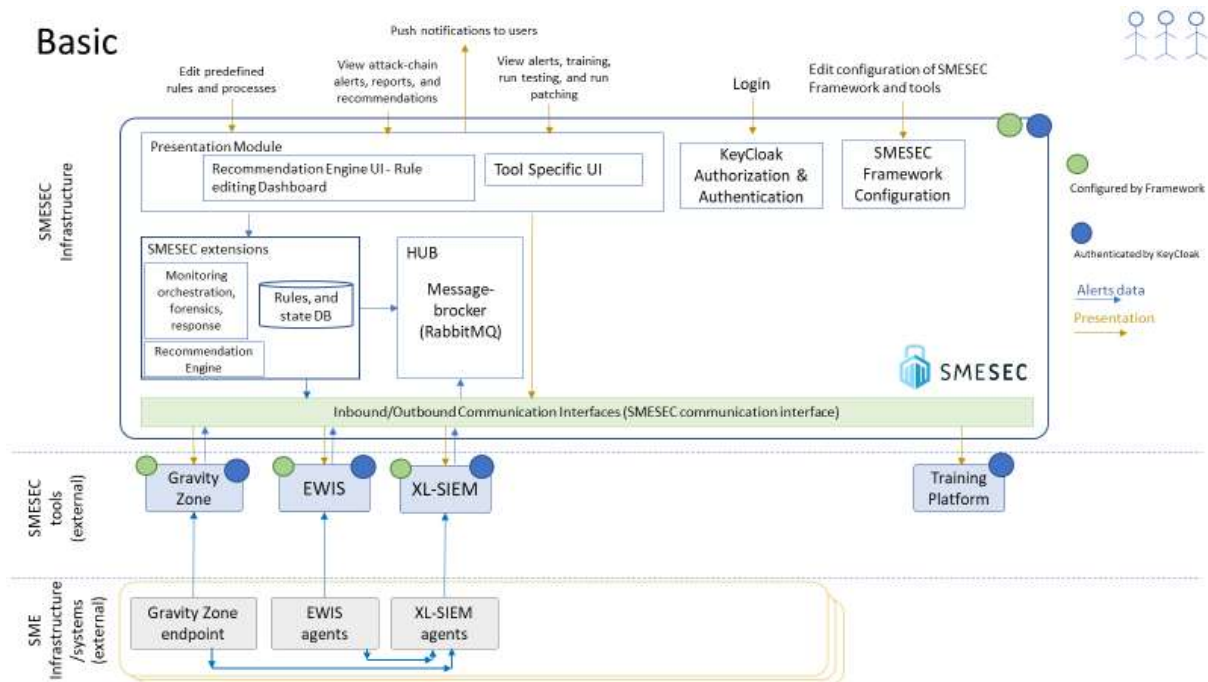 Basic
Push notifications to users
Edit predefined
rules and processes
View attack-chain
alerts, reports, and
recommendations
View alerts, training,
run testing, and run
patching
Login
Edit configuration of SMESEC
Framework and tools
SMESEC
Infrastructure
Presentation Module
Recommendation Engine UI - Rule
editing Dashboard
Tool Specific UI
KeyCloak
Authorization &
Authentication
SMESEC
Framework
Configuration
Configured by Framework
Authenticated by KeyCloak
Alerts data
Presentation
SMESEC extensions
Monitoring
orchestration,
forensics,
response
Rules, and
state DB
Recommendation
Engine
HUB
Message-
brocker
(RabbitMQ)
SMESEC
Inbound/Outbound Communication Interfaces (SMESEC communication interface)
SMESEC
tools
(external)
Gravity
Zone
EWIS
XL-SIEM
Training
Platform
SME
Infrastructure
/systems
(external)
Gravity Zone
endpoint
EWIS
agents
XL-SIEM
agents